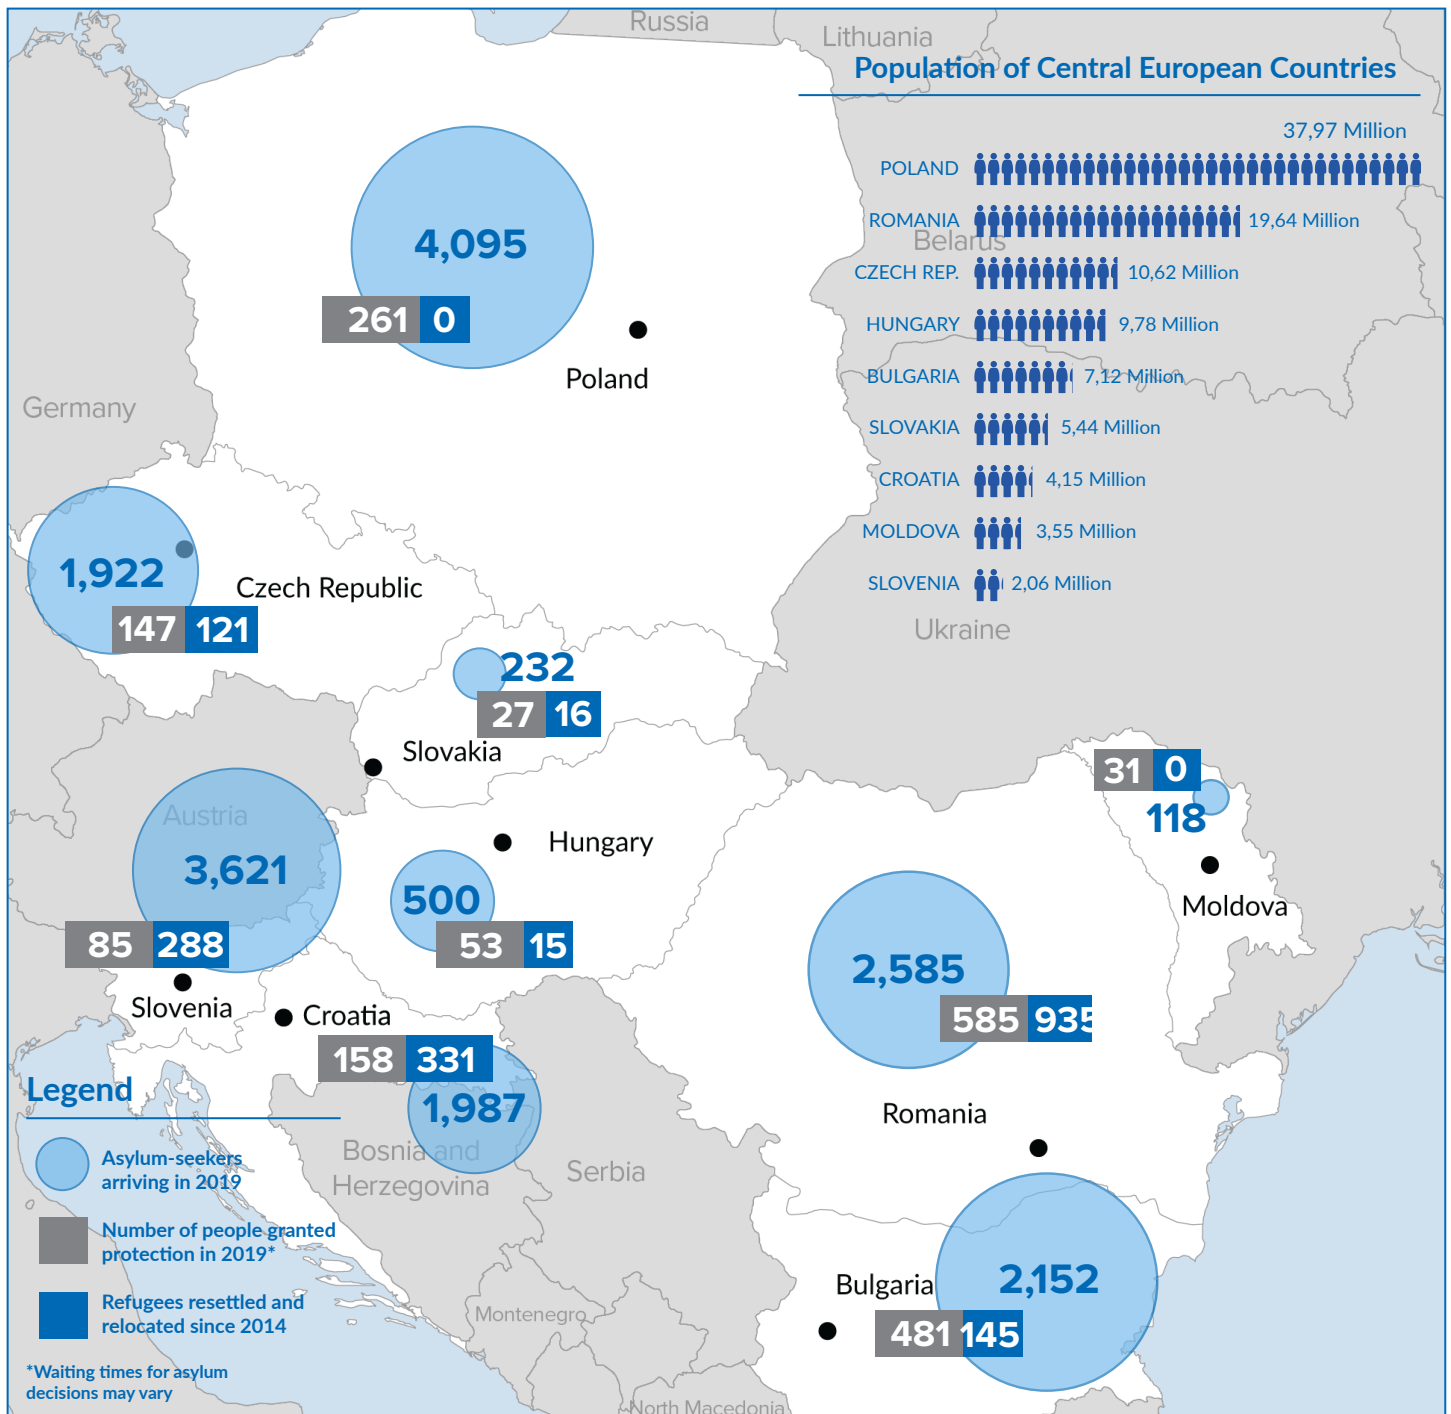 Russia
Lithuania
Population of Central European Countries
37,97 Million
POLAND
ROMANIA
19,64 Million
Belarus
CZECH REP.
10,62 Million
HUNGARY
9,78 Million
BULGARIA
7,12 Million
SLOVAKIA
5,44 Million
CROATIA
4,15 Million
MOLDOVA
3,55 Million
SLOVENIA
2,06 Million
Ukraine
4,095
261 0
Poland
Germany
1,922
Czech Republic
147 121
232
27 16
Slovakia
Austria
3,621
85 288
Slovenia
Hungary
500
53 15
31 0
118
Moldova
2,585
585 935
Romania
Croatia
158 331
1,987
Bosnia and
Herzegovina
Serbia
Montenegro
North Macedonia
Bulgaria
2,152
481 145
Legend
Asylum-seekers
arriving in 2019
Number of people granted
protection in 2019*
Refugees resettled and
relocated since 2014
*Waiting times for asylum
decisions may vary